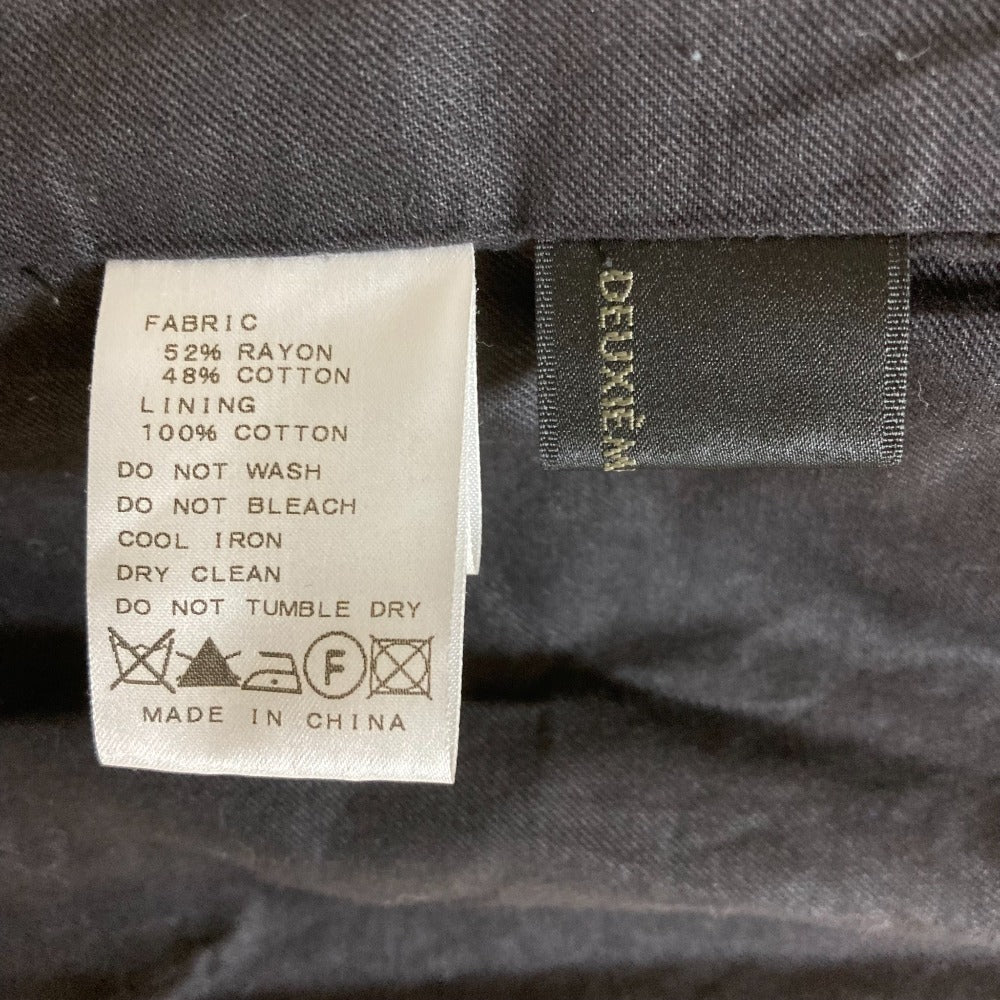 FABRIC
52% RAYON
48% COTTON
LINING
100% COTTON
DO NOT WASH
DO NOT BLEACH
COOL IRON
DRY CLEAN
DO NOT TUMBLE DRY
F
MADE IN CHINA
.DEUXIÈM